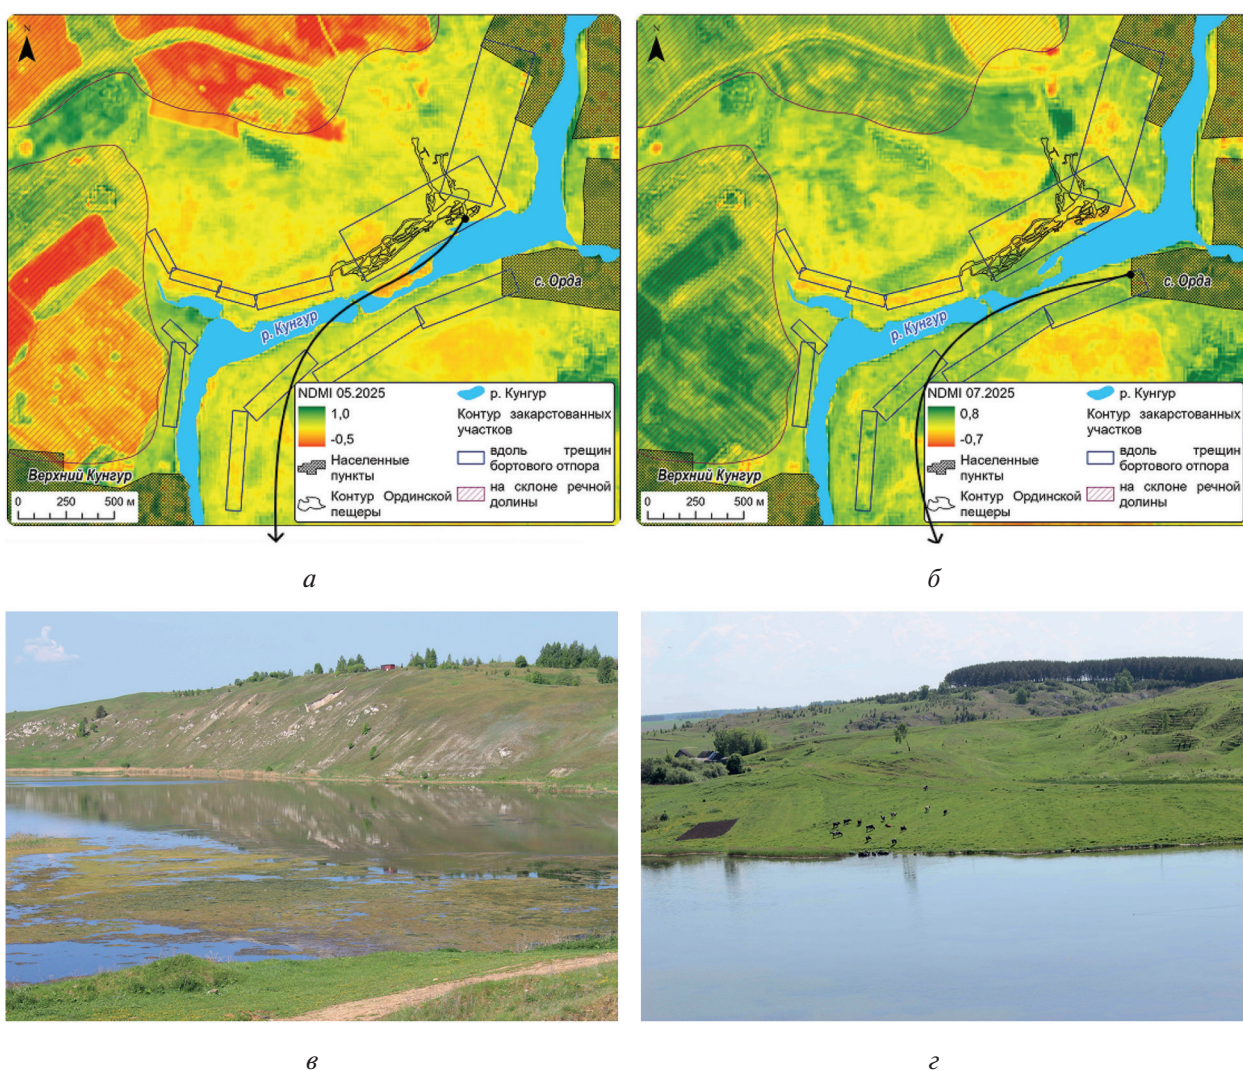 N
р. Кунгур
с. Орда
Верхний Кунгур
0 250 500 м
NDMI 05.2025
1,0
-0,5
Населенные
пункты
Контур Ординской
пещеры
р. Кунгур
Контур закарстованных
участков
вдоль трещин
бортового отпора
на склоне речной
долины
N
р. Кунгур
с. Орда
Верхний Кунгур
0 250 500 м
NDMI 07.2025
0,8
-0,7
Населенные
пункты
Контур Ординской
пещеры
р. Кунгур
Контур закарстованных
участков
вдоль трещин
бортового отпора
на склоне речной
долины
а
б
в
г